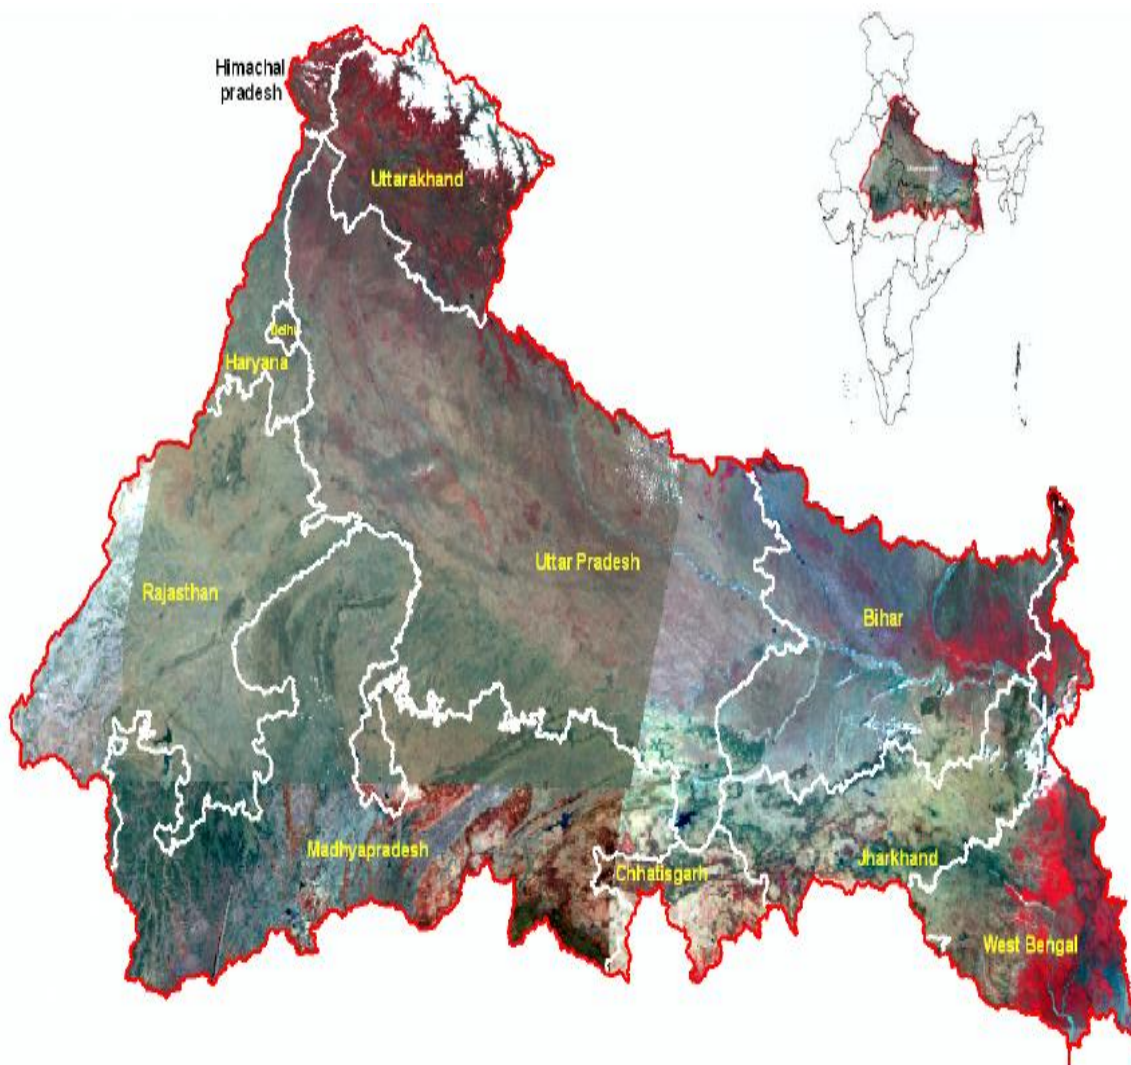 Himachal
pradesh
Uttarakhand
Delhi
Haryana
Uttar Pradesh
Rajasthan
Bihar
Madhyapradesh
Chhatisgarh
Jharkhand
West Bengal